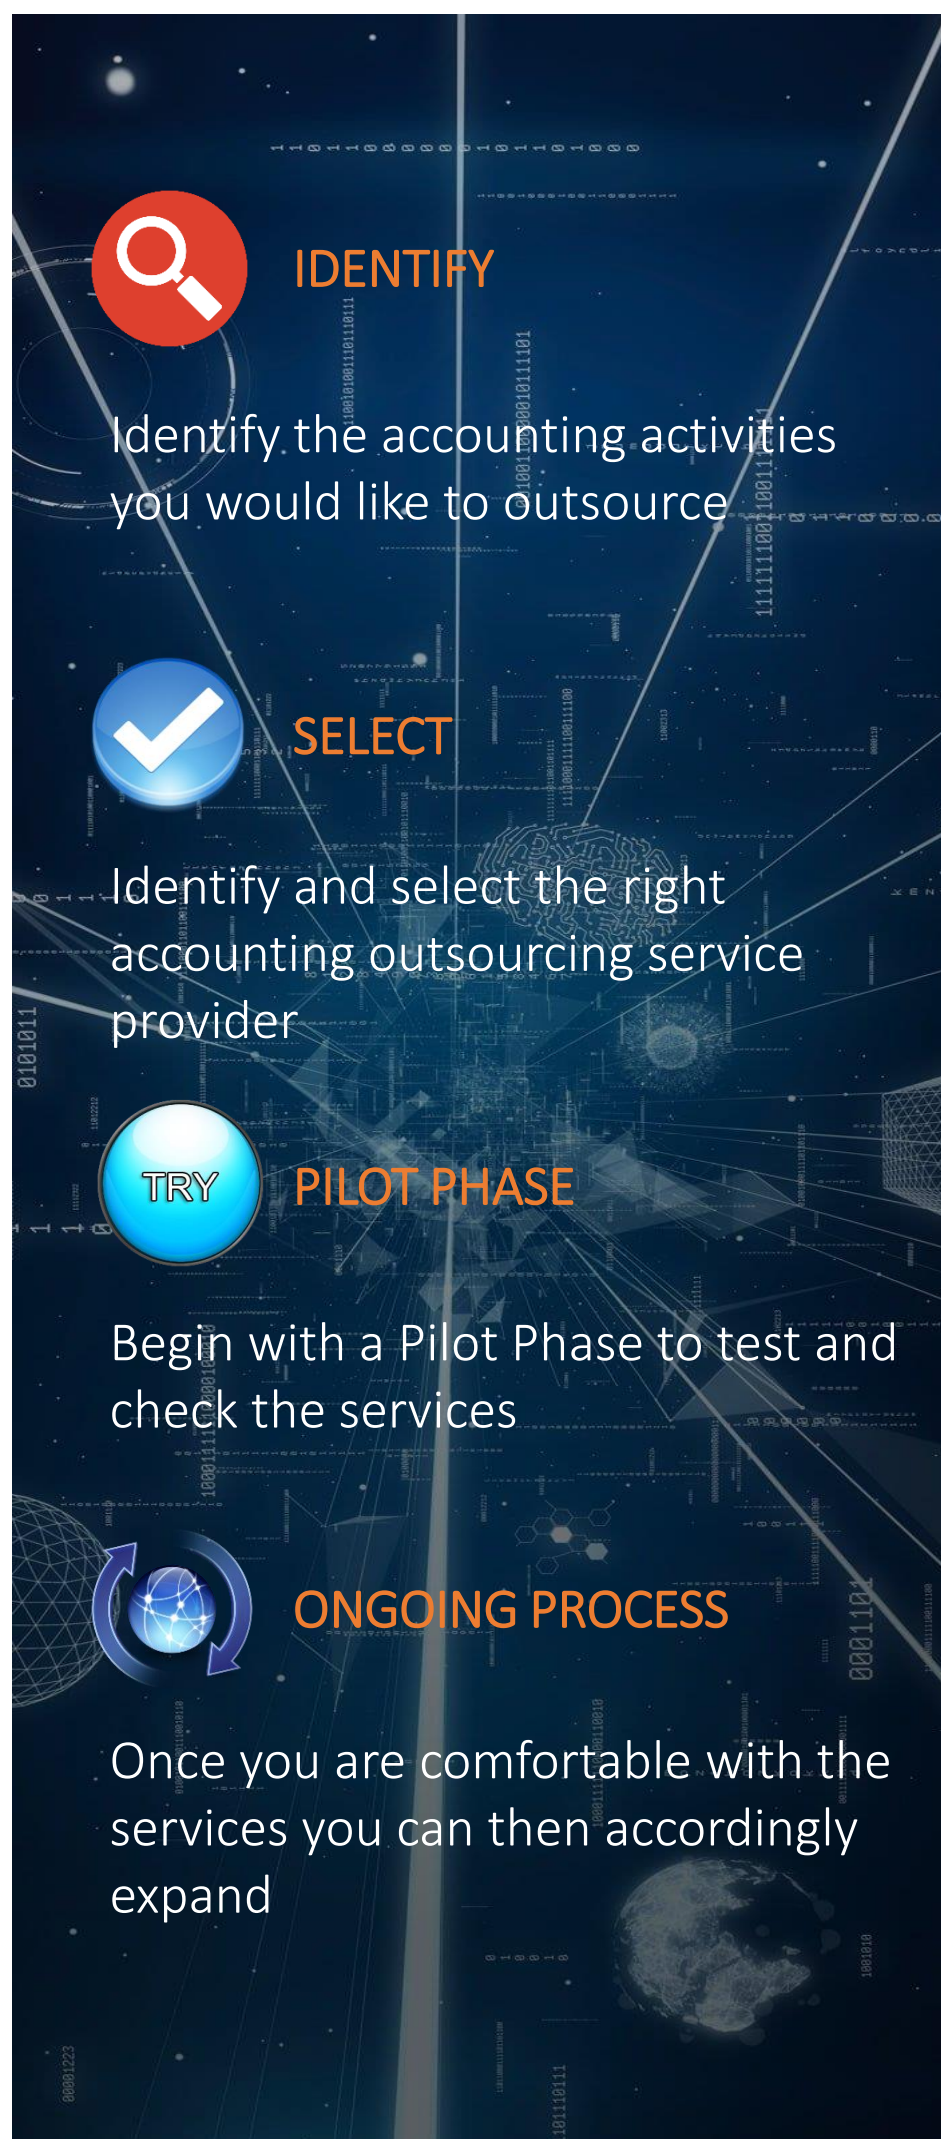 IDENTIFY
Identify the accounting activities
you would like to outsource
SELECT
Identify and select the right
accounting outsourcing service
provider
TRY
PILOT PHASE
Begin with a Pilot Phase to test and
check the services
ONGOING PROCESS
Once you are comfortable with the
services you can then accordingly
expand